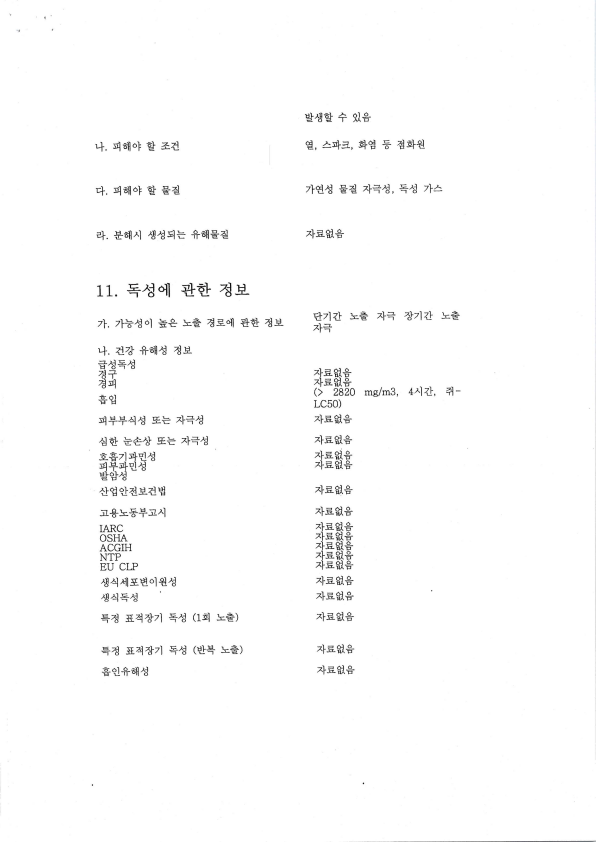 발생할 수 있음
나. 피해야 할 조건 열, 스파크, 화염 등 점화원
다. 피해야 할 물질 가연성 물질 자극성, 독성 가스
라. 분해시 생성되는 유해물질 자료없음
11. 독성에 관한 정보
가. 가능성이 높은 노출 경로에 관한 정보 단기간 노출 자극 장기간 노출
자극
나. 건강 유해성 정보
급성독성
경구 자료없음
경피 자료없음
흡입 (> 2820 mg/m3, 4시간, 쥐-
LC50)
피부부식성 또는 자극성 자료없음
심한 눈손상 또는 자극성 자료없음
호흡기과민성 자료없음
피부과민성 자료없음
발암성
산업안전보건법 자료없음
고용노동부고시 자료없음
IARC 자료없음
OSHA 자료없음
ACGIH 자료없음
NTP 자료없음
EU CLP 자료없음
생식세포변이원성 자료없음
생식독성 자료없음
특정 표적장기 독성 (1회 노출) 자료없음
특정 표적장기 독성 (반복 노출) 자료없음
흡인유해성 자료없음